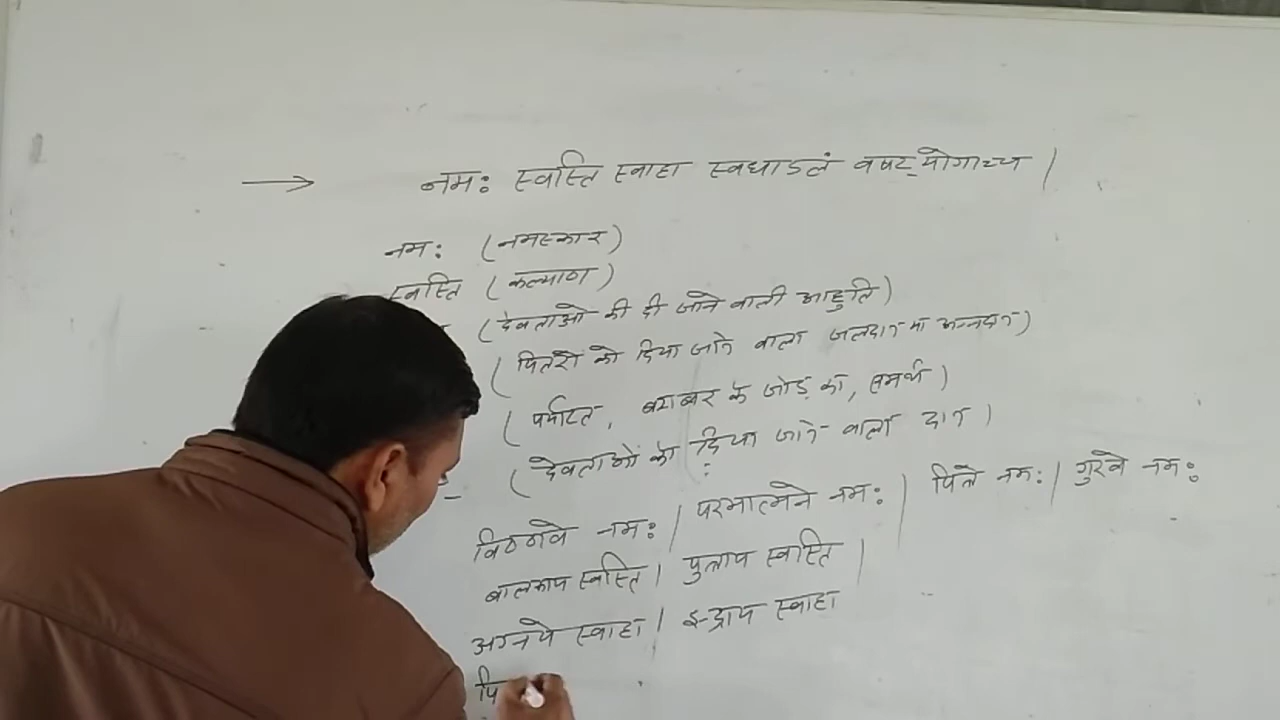 → नमः स्वस्ति स्वाहा स्वधाऽलं वषट् योगाच्च |
नमः (नमस्कार)
स्वस्ति (कल्याण)
(देवताओ की दी जाने वाली आहुति)
(पितरो को दिया जाने वाला जलदान या अन्नदान)
(पर्याप्त, बराबर के जोड़ का, समर्थ)
(देवताओं को दिया जाने वाला दान)
विष्णवे नमः | परमात्मने नमः | पित्रे नमः | गुरवे नमः
बालकाय स्वस्ति | पुत्राय स्वस्ति |
अग्नये स्वाहा | इन्द्राय स्वाहा
पि